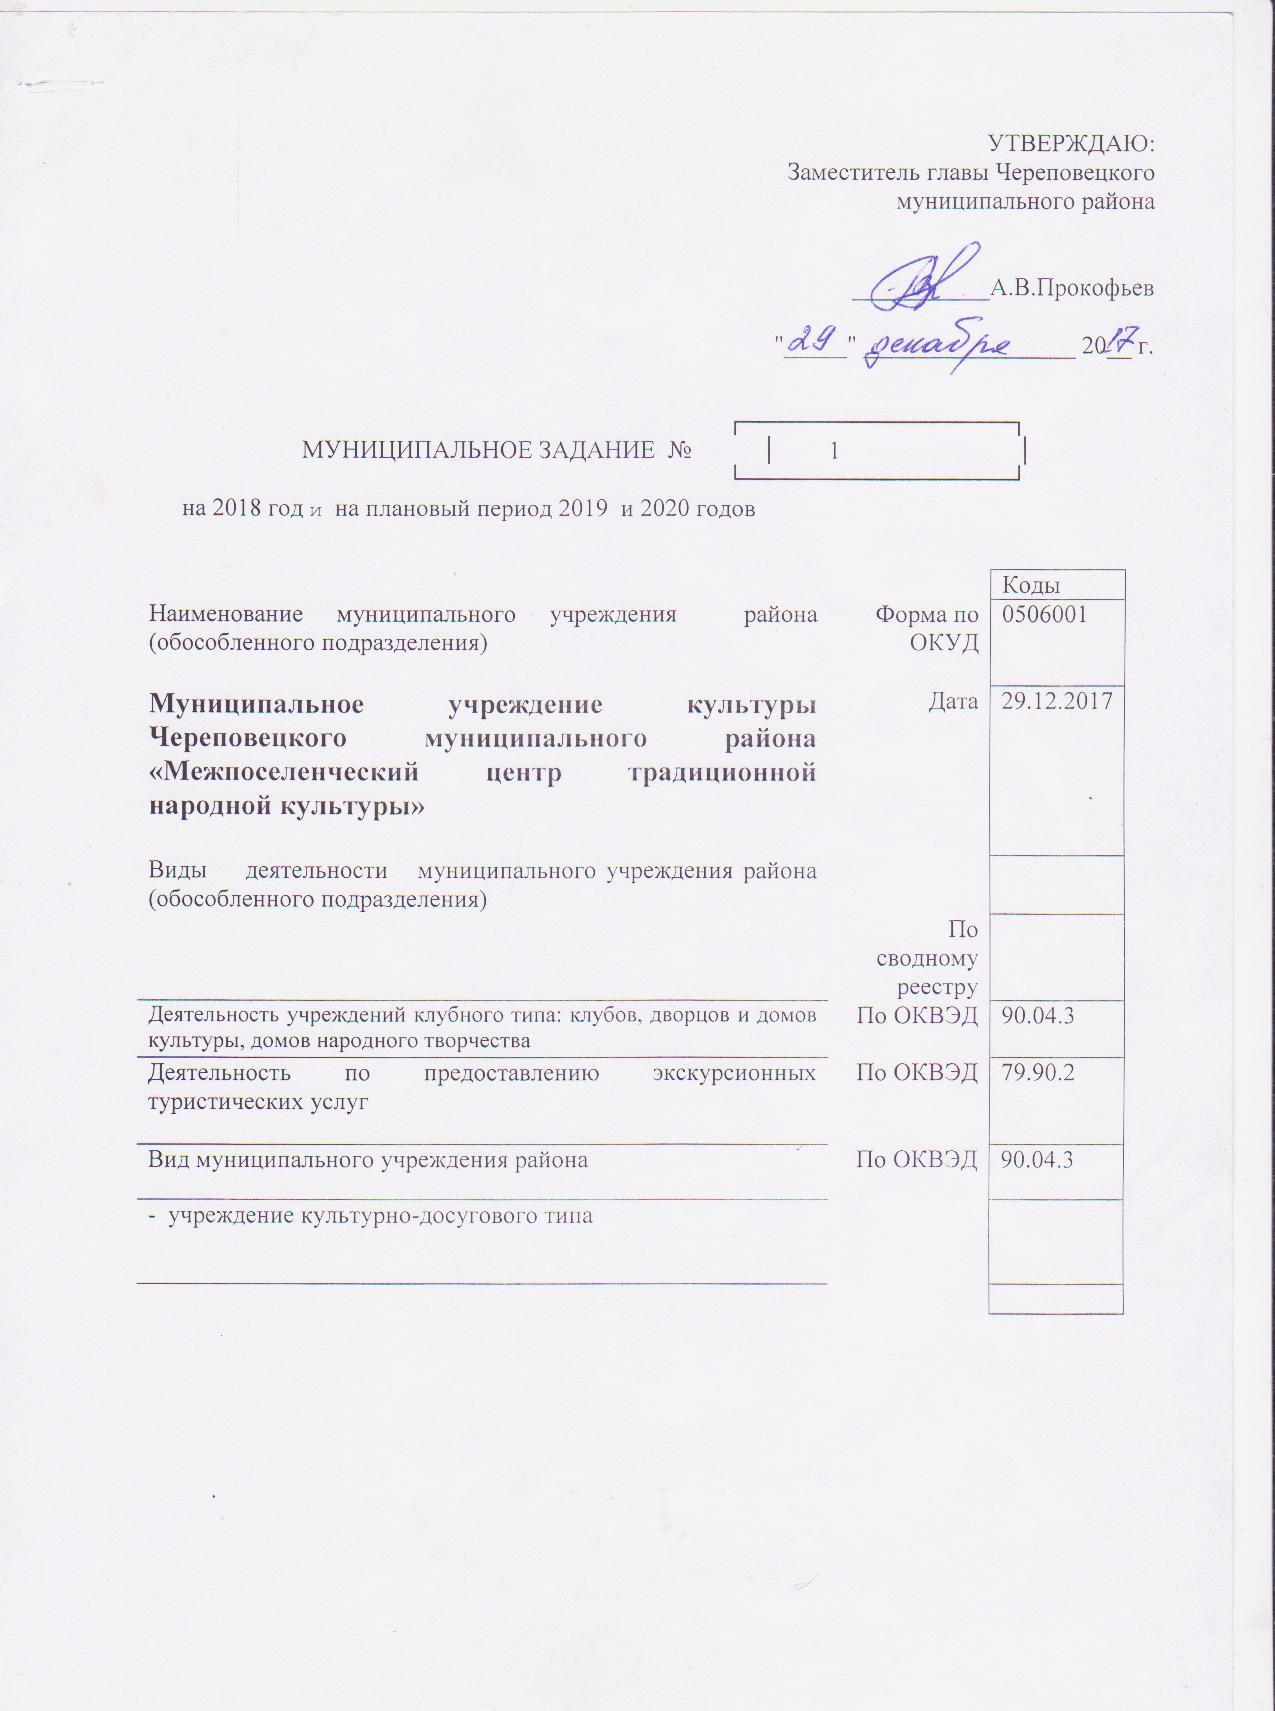 УТВЕРЖДАЮ:
Заместитель главы Череповецкого
муниципального района
А.В.Прокофьев
"29" декабря 2017 г.
МУНИЦИПАЛЬНОЕ ЗАДАНИЕ № 1
на 2018 год и на плановый период 2019 и 2020 годов
Коды
Наименование муниципального учреждения района
(обособленного подразделения)
Форма по
ОКУД
0506001
Муниципальное учреждение культуры
Череповецкого муниципального района
«Межпоселенческий центр традиционной
народной культуры»
Дата
29.12.2017
Виды деятельности муниципального учреждения района
(обособленного подразделения)
По
сводному
реестру
Деятельность учреждений клубного типа: клубов, дворцов и домов
культуры, домов народного творчества
По ОКВЭД
90.04.3
Деятельность по предоставлению экскурсионных
туристических услуг
По ОКВЭД
79.90.2
Вид муниципального учреждения района
По ОКВЭД
90.04.3
- учреждение культурно-досугового типа